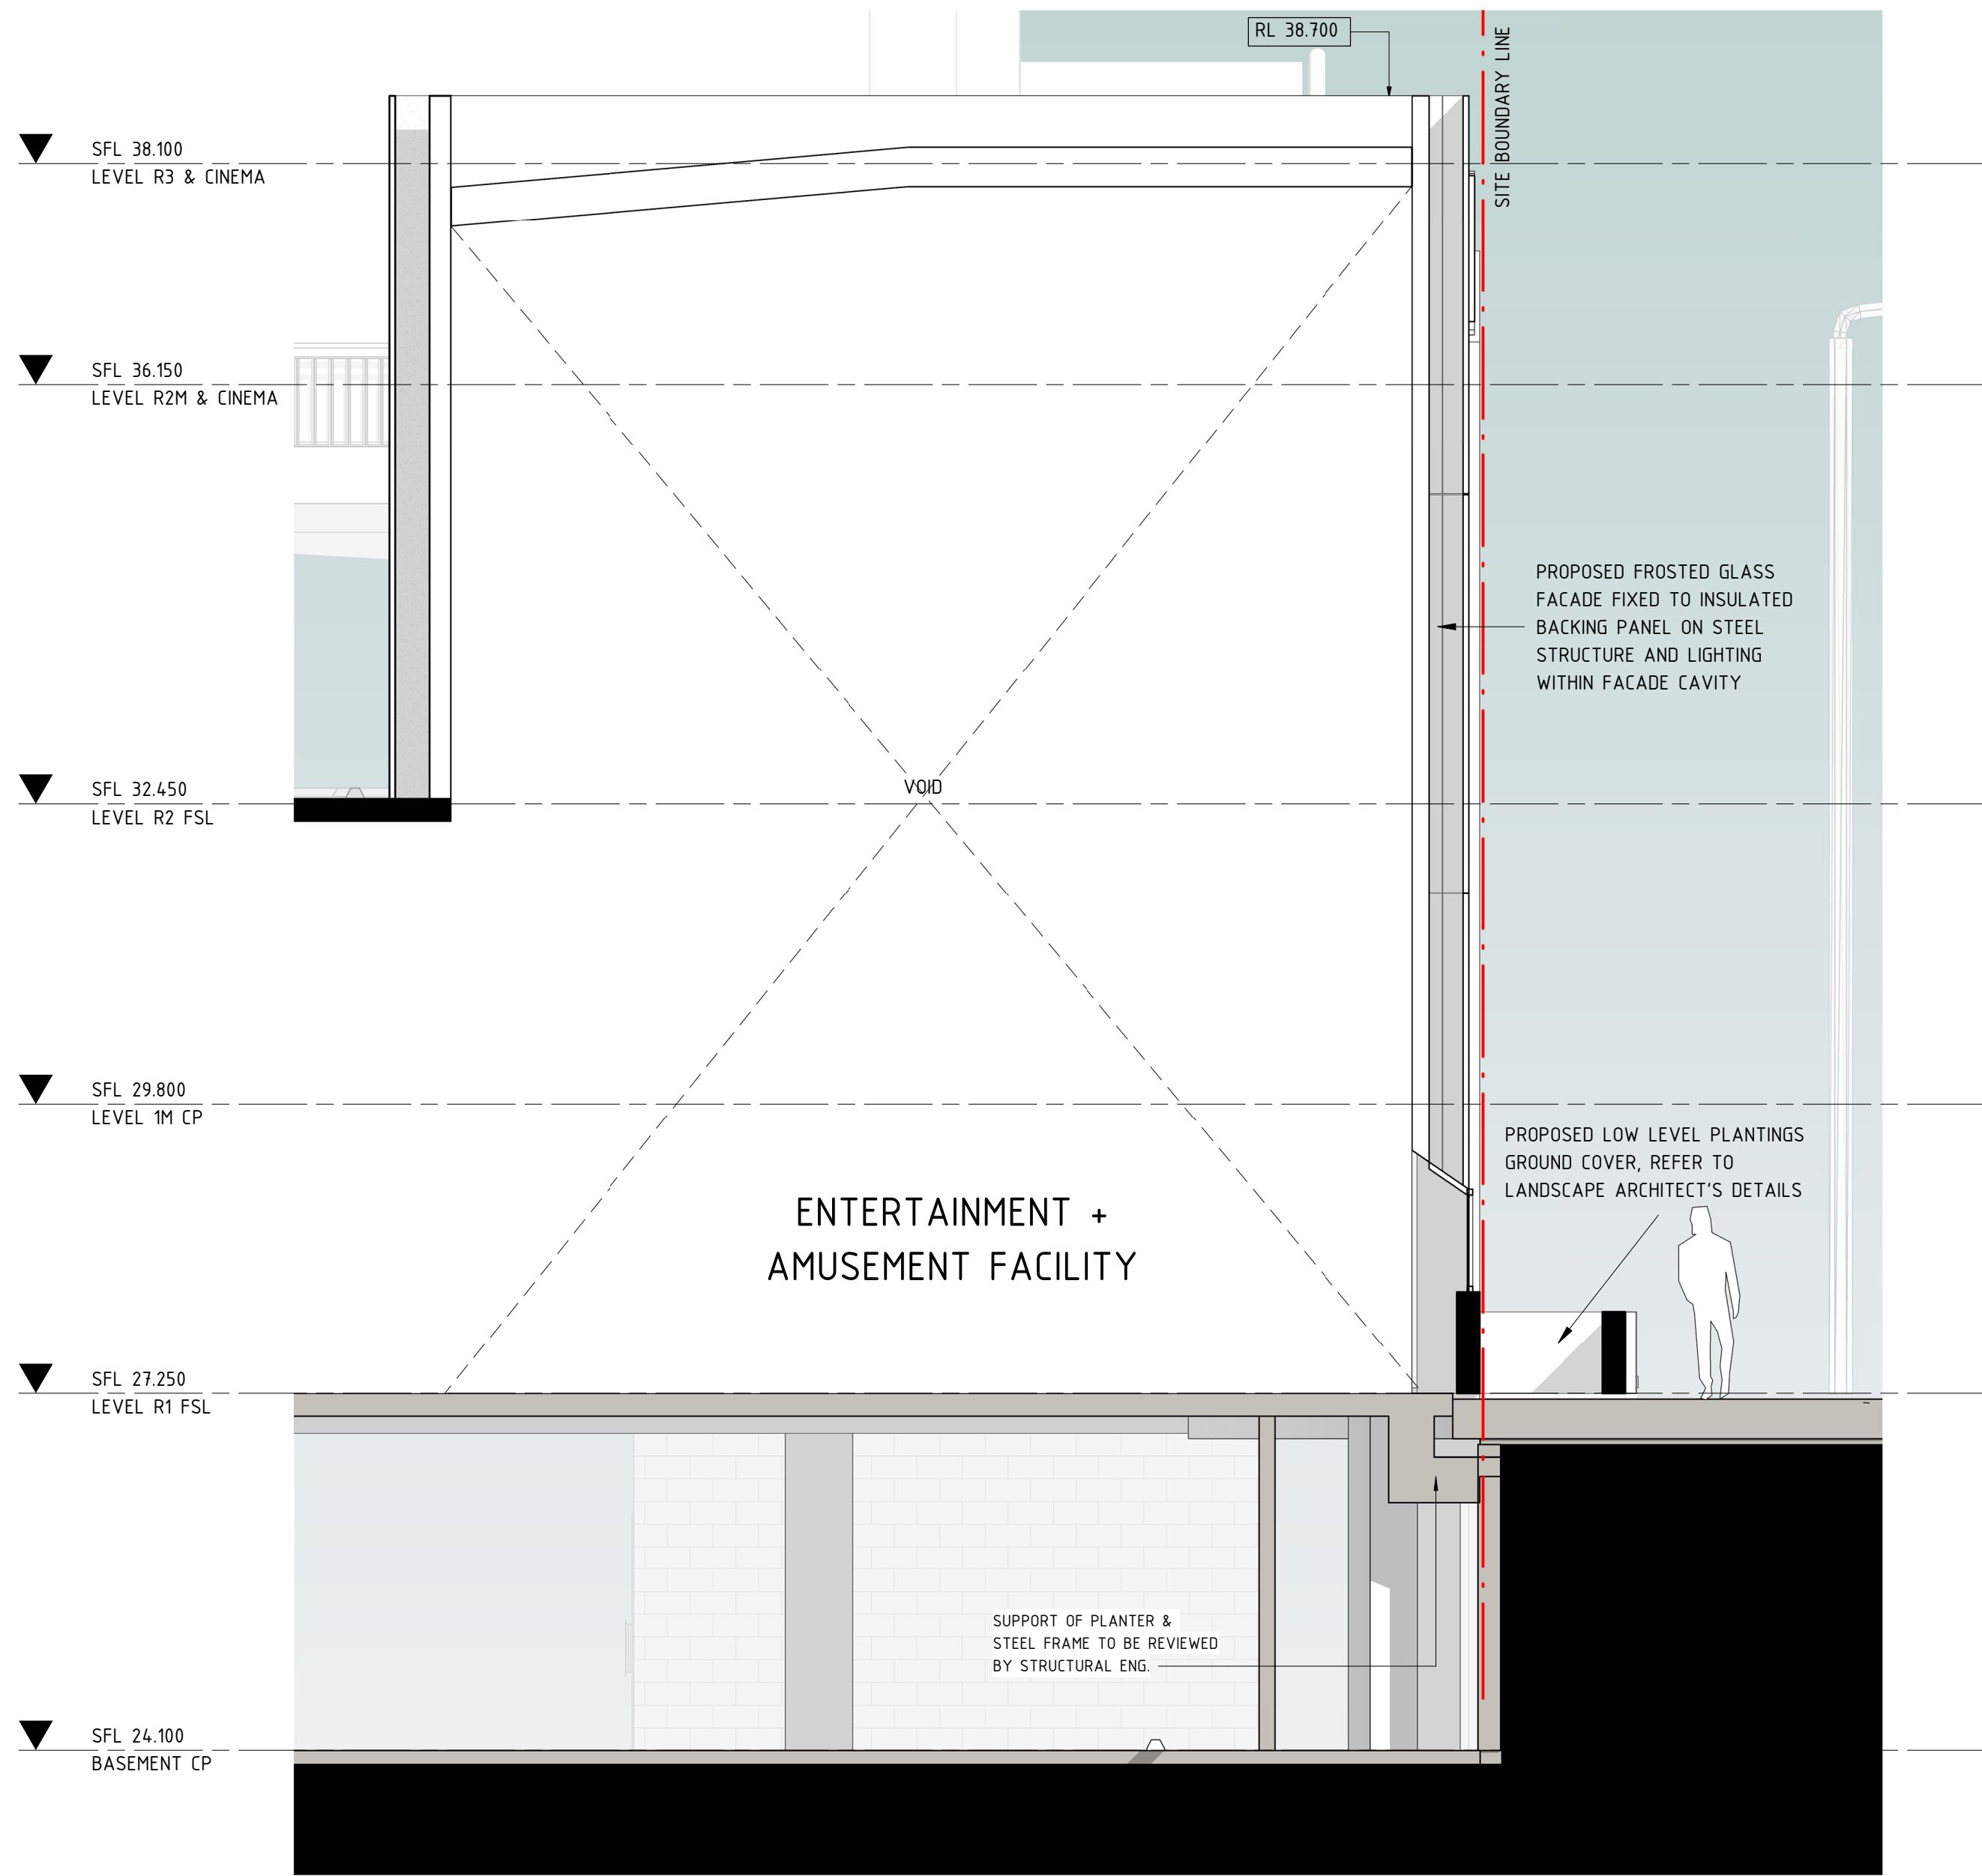 RL 38.700
SITE BOUNDARY LINE
SFL 38.100
LEVEL R3 & CINEMA
SFL 36.150
LEVEL R2M & CINEMA
PROPOSED FROSTED GLASS
FACADE FIXED TO INSULATED
BACKING PANEL ON STEEL
STRUCTURE AND LIGHTING
WITHIN FACADE CAVITY
SFL 32.450
LEVEL R2 FSL
VOID
SFL 29.800
LEVEL 1M CP
PROPOSED LOW LEVEL PLANTINGS
GROUND COVER, REFER TO
LANDSCAPE ARCHITECT'S DETAILS
ENTERTAINMENT +
AMUSEMENT FACILITY
SFL 27.250
LEVEL R1 FSL
SUPPORT OF PLANTER &
STEEL FRAME TO BE REVIEWED
BY STRUCTURAL ENG.
SFL 24.100
BASEMENT CP